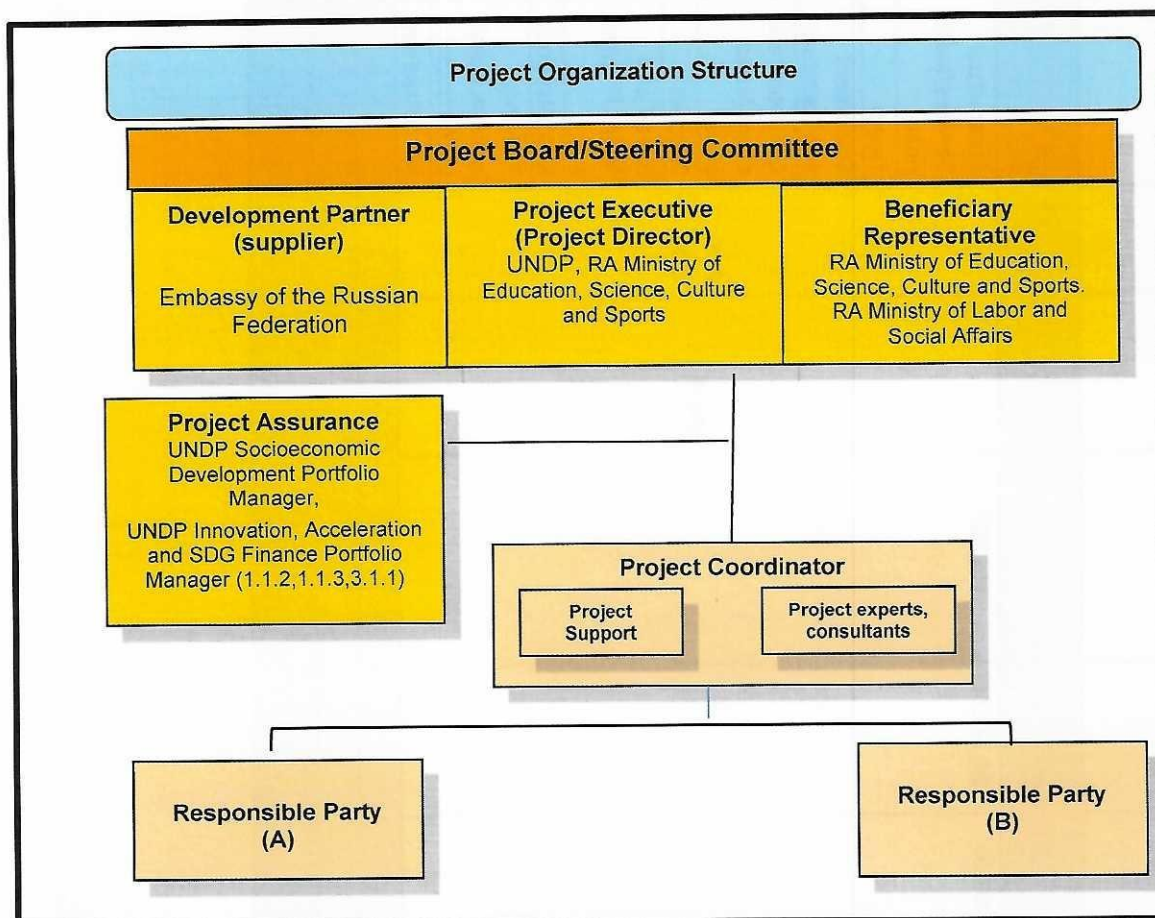 Project Organization Structure
Project Board/Steering Committee
Development Partner
(supplier)
Embassy of the Russian
Federation
Project Executive
(Project Director)
UNDP, RA Ministry of
Education, Science, Culture
and Sports
Beneficiary
Representative
RA Ministry of Education,
Science, Culture and Sports.
RA Ministry of Labor and
Social Affairs
Project Assurance
UNDP Socioeconomic
Development Portfolio
Manager,
UNDP Innovation, Acceleration
and SDG Finance Portfolio
Manager (1.1.2,1.1.3,3.1.1)
Project Coordinator
Project
Support
Project experts,
consultants
Responsible Party
(A)
Responsible Party
(B)